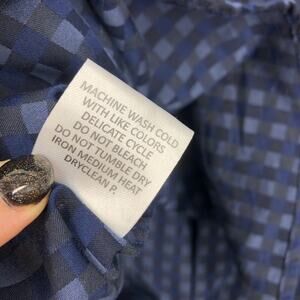 MACHINE WASH COLD
WITH LIKE COLORS
DELICATE CYCLE
DO NOT BLEACH
DO NOT TUMBLE DRY
IRON MEDIUM HEAT
DRYCLEAN P.